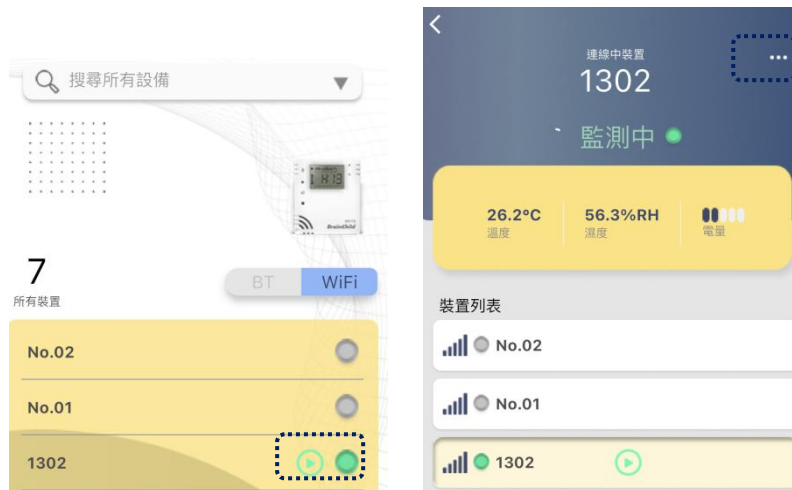 搜尋所有設備
BrainChild
7
所有裝置
BT WiFi
No.02
No.01
1302
連線中裝置
1302
監測中
26.2°C 56.3%RH
溫度 濕度 電量
裝置列表
No.02
No.01
1302